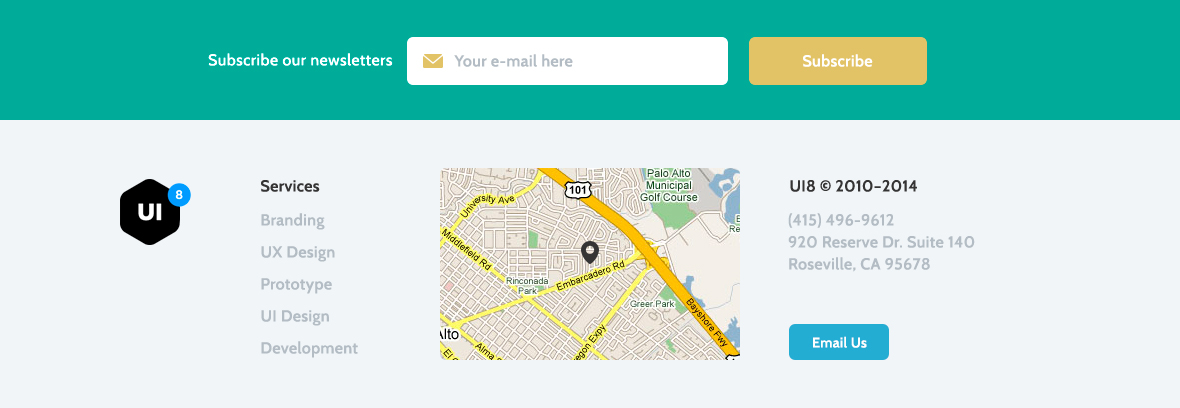 Subscribe our newsletters
Your e-mail here
Subscribe
UI
8
Services
Branding
UX Design
Prototype
UI Design
Development
Palo Alto
Municipal
Golf Course
101
University Ave
Middlefield Rd
Embarcadero Rd
Rinconada
Park
Greer Park
Bayshore Fwy
Alto
Alma
egon Expy
El C
UI8 © 2010-2014
(415) 496-9612
920 Reserve Dr. Suite 140
Roseville, CA 95678
Email Us